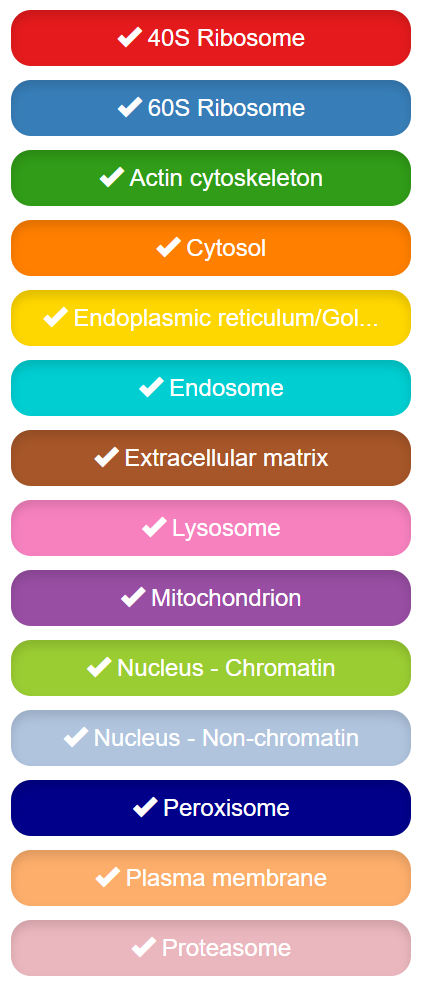 ✔ 40S Ribosome
✔ 60S Ribosome
✔ Actin cytoskeleton
✔ Cytosol
✔ Endoplasmic reticulum/Gol...
✔ Endosome
✔ Extracellular matrix
✔ Lysosome
✔ Mitochondrion
✔ Nucleus - Chromatin
✔ Nucleus - Non-chromatin
✔ Peroxisome
✔ Plasma membrane
✔ Proteasome